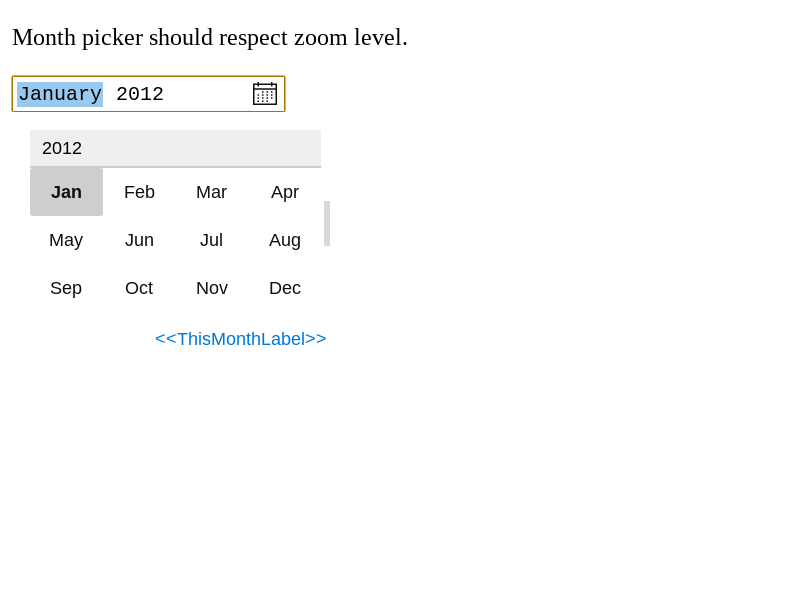 Month picker should respect zoom level.
January 2012
2012
Jan Feb Mar Apr
May Jun Jul Aug
Sep Oct Nov Dec
<<ThisMonthLabel>>